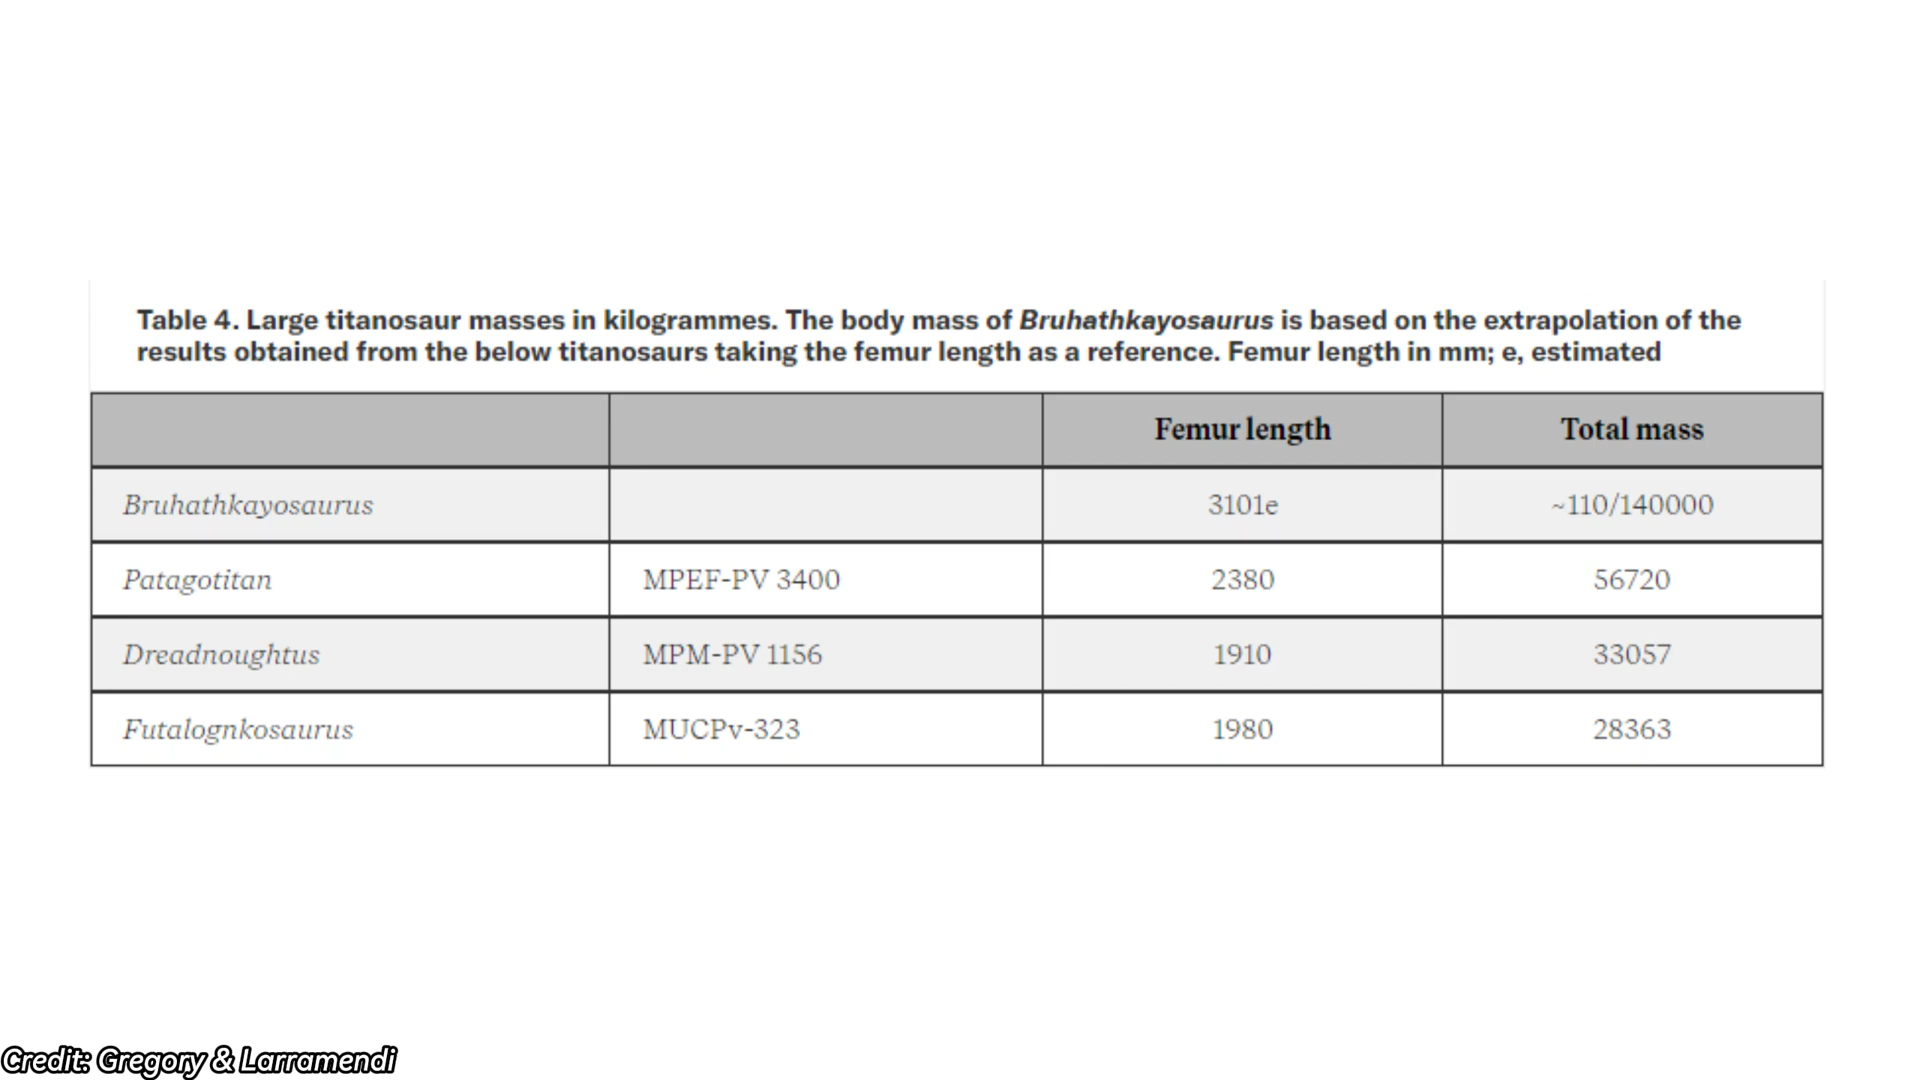 Table 4. Large titanosaur masses in kilogrammes. The body mass of Bruhathkayosaurus is based on the extrapolation of the
results obtained from the below titanosaurs taking the femur length as a reference. Femur length in mm; e, estimated
Femur length Total mass
Bruhathkayosaurus 3101e ~110/140000
Patagotitan MPEF-PV 3400 2380 56720
Dreadnoughtus MPM-PV 1156 1910 33057
Futalognkosaurus MUCPv-323 1980 28363
Credit: Gregory & Larramendi